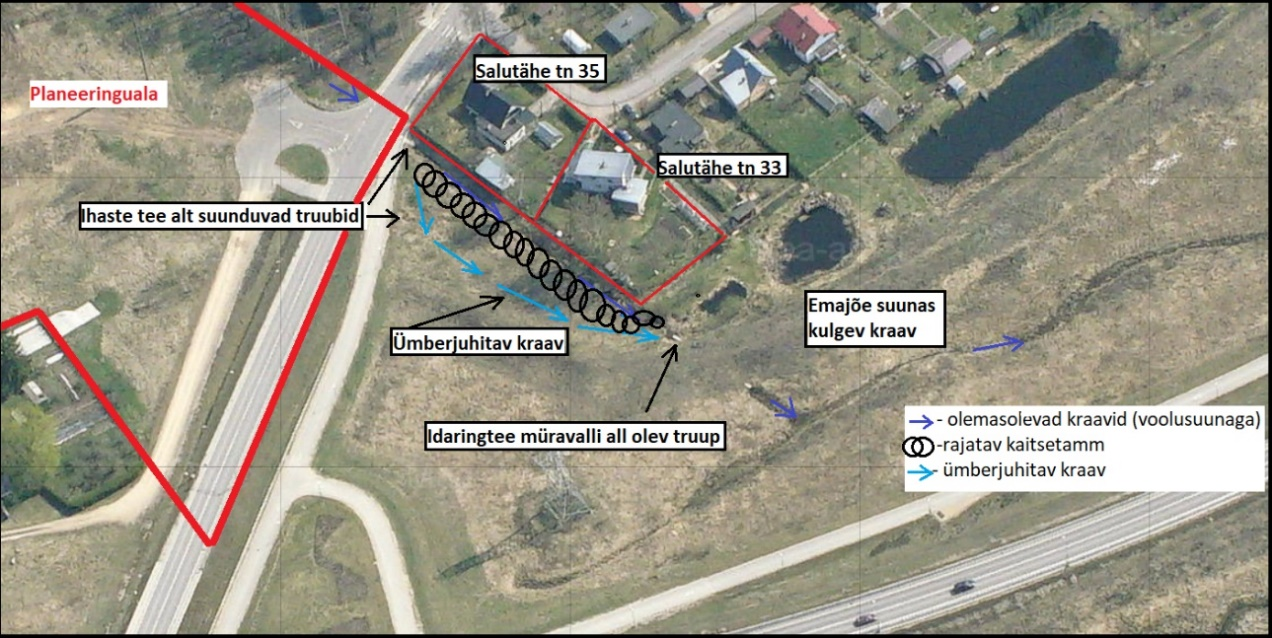 Salutähe tn 35
Planeeringuala
Salutähe tn 33
Ihaste tee alt suunduvad truubid
Emajõe suunas
kulgev kraav
Ümberjuhitav kraav
Idaringtee müravalli all olev truup
- olemasolevad kraavid (voolusuunaga)
-rajatav kaitsetamm
- ümberjuhitav kraav